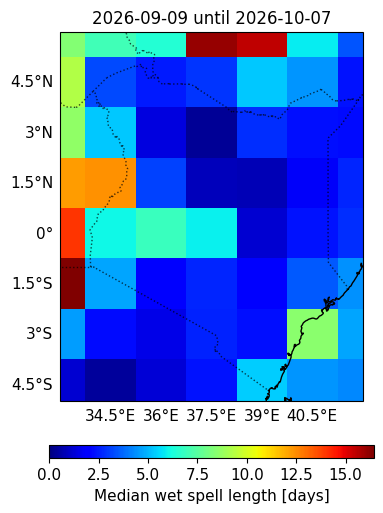 2026-09-09 until 2026-10-07
4.5°N
3°N
1.5°N
0°
1.5°S
3°S
4.5°S
34.5°E 36°E 37.5°E 39°E 40.5°E
0.0 2.5 5.0 7.5 10.0 12.5 15.0
Median wet spell length [days]